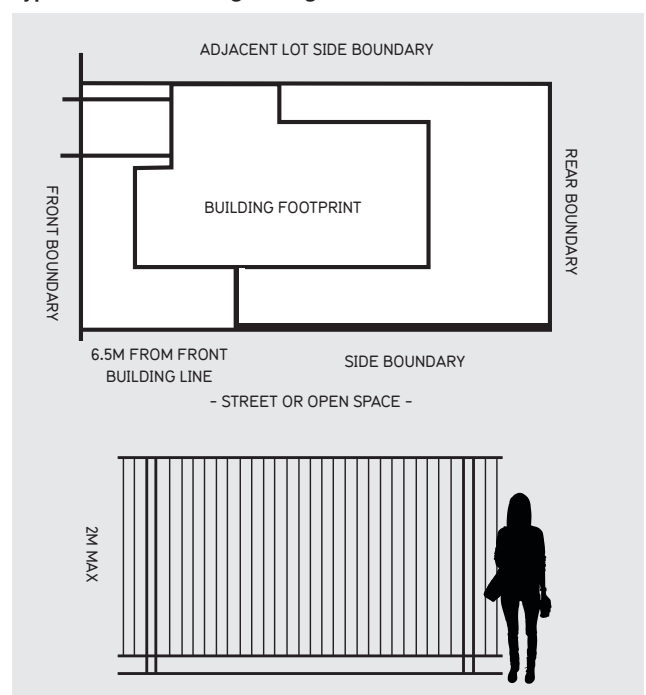 ADJACENT LOT SIDE BOUNDARY
FRONT BOUNDARY
BUILDING FOOTPRINT
REAR BOUNDARY
6.5M FROM FRONT
BUILDING LINE
SIDE BOUNDARY
- STREET OR OPEN SPACE -
2M MAX